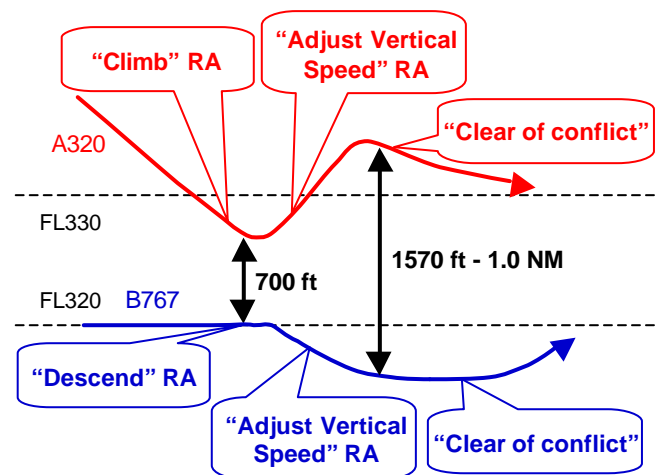 “Climb” RA
“Adjust Vertical
Speed” RA
“Clear of conflict”
A320
FL330
700 ft
1570 ft - 1.0 NM
FL320
B767
“Descend” RA
“Adjust Vertical
Speed” RA
“Clear of conflict”